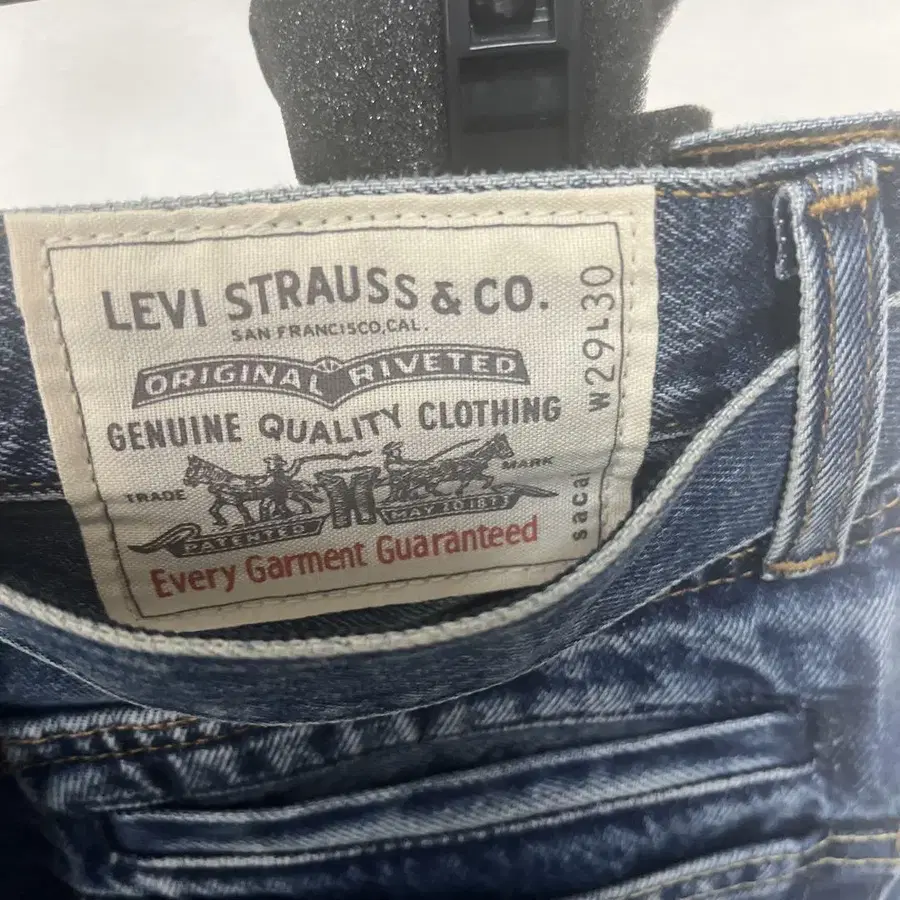 LEVI STRAUSS & CO.
SAN FRANCISCO, CAL.
ORIGINAL RIVETED
GENUINE QUALITY CLOTHING
TRADE MARK
PATENTED MAY 20 1873
Every Garment Guaranteed
W29L30
sacai